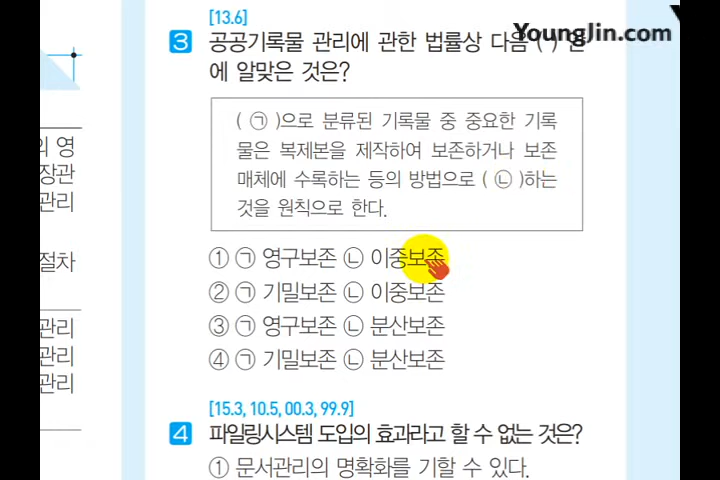 [13.6]
YoungJin.com
3 공공기록물 관리에 관한 법률상 다음 ( ) 안
에 알맞은 것은?
( ㉠ )으로 분류된 기록물 중 중요한 기록
물은 복제본을 제작하여 보존하거나 보존
매체에 수록하는 등의 방법으로 ( ㉡ )하는
것을 원칙으로 한다.
① ㉠ 영구보존 ㉡ 이중보존
② ㉠ 기밀보존 ㉡ 이중보존
③ ㉠ 영구보존 ㉡ 분산보존
④ ㉠ 기밀보존 ㉡ 분산보존
[15.3, 10.5, 00.3, 99.9]
4 파일링시스템 도입의 효과라고 할 수 없는 것은?
① 문서관리의 명확화를 기할 수 있다.
영
장관
관리
절차
관리
관리
관리